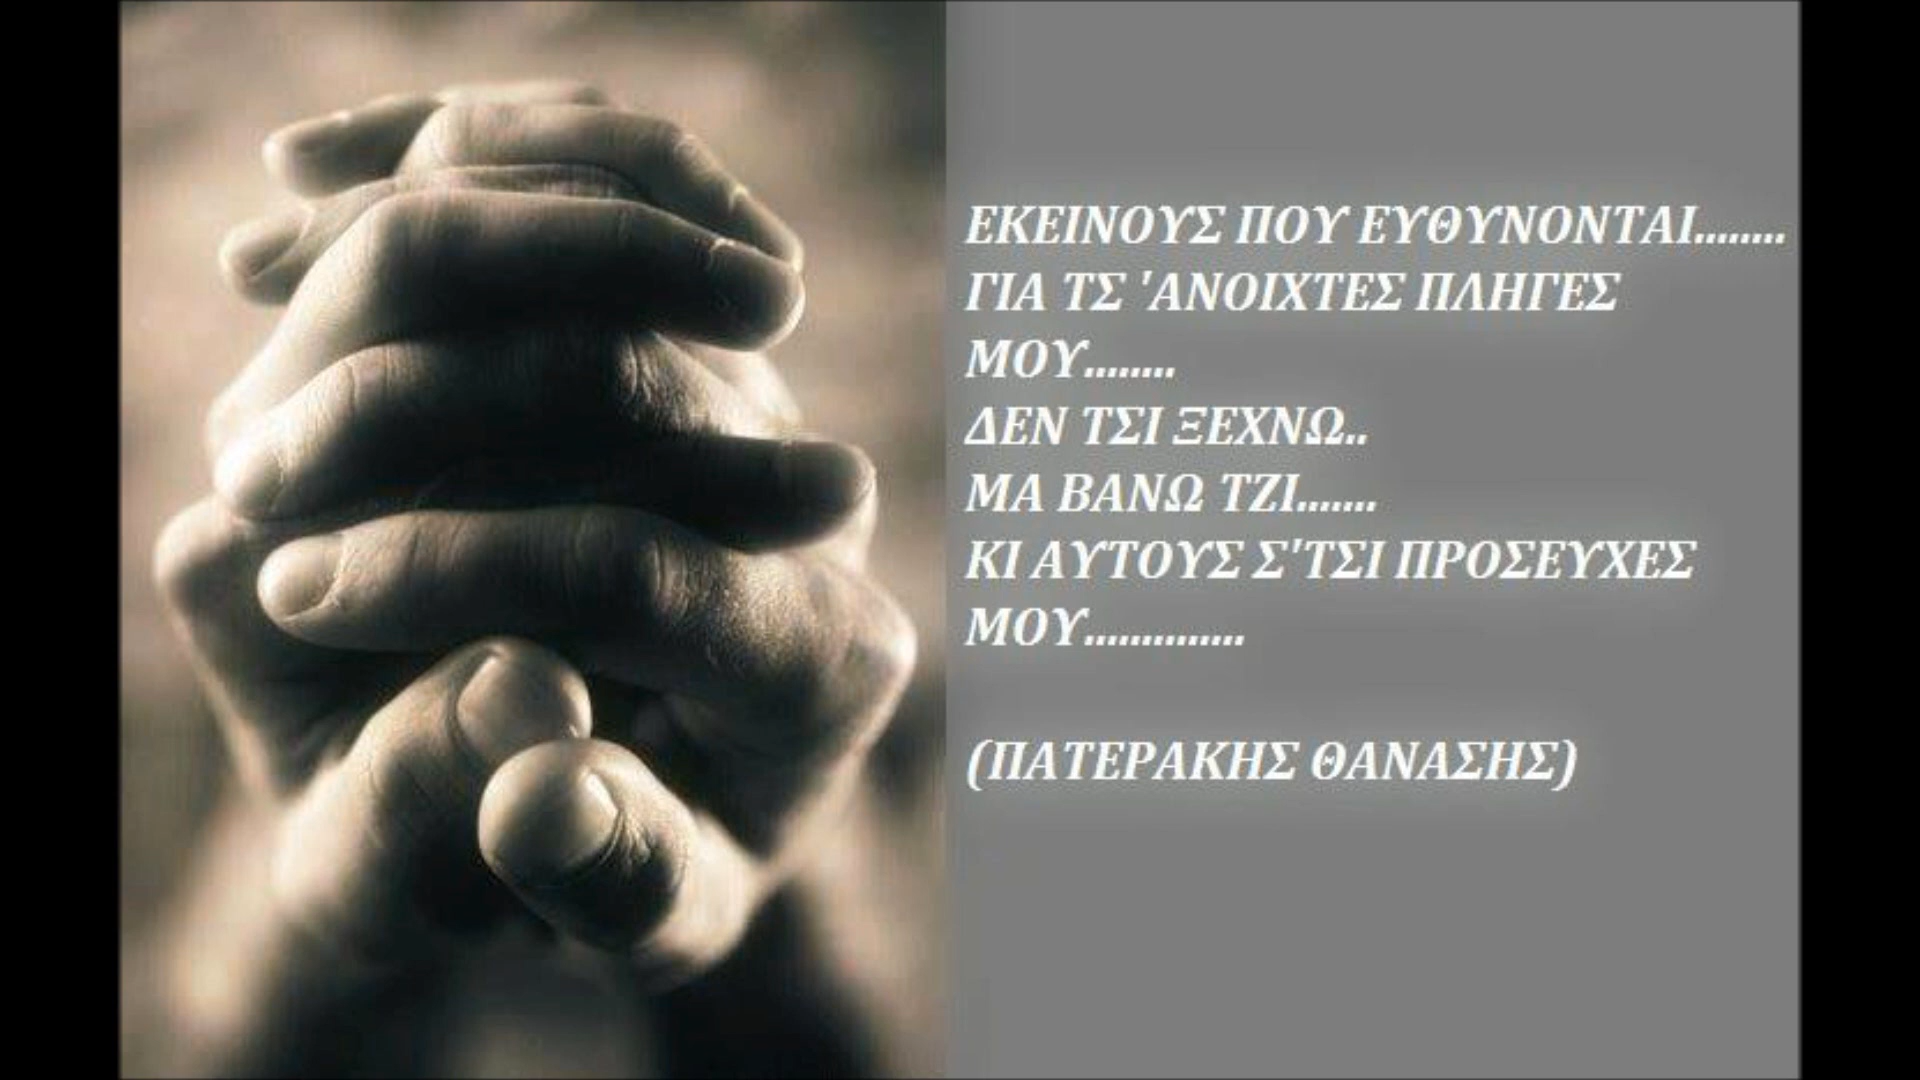 ΕΚΕΙΝΟΥΣ ΠΟΥ ΕΥΘΥΝΟΝΤΑΙ........
ΓΙΑ ΤΣ 'ΑΝΟΙΧΤΕΣ ΠΛΗΓΕΣ
ΜΟΥ........
ΔΕΝ ΤΣΙ ΞΕΧΝΩ..
ΜΑ ΒΑΝΩ ΤΖΙ.......
ΚΙ ΑΥΤΟΥΣ Σ'ΤΣΙ ΠΡΟΣΕΥΧΕΣ
ΜΟΥ..............
(ΠΑΤΕΡΑΚΗΣ ΘΑΝΑΣΗΣ)